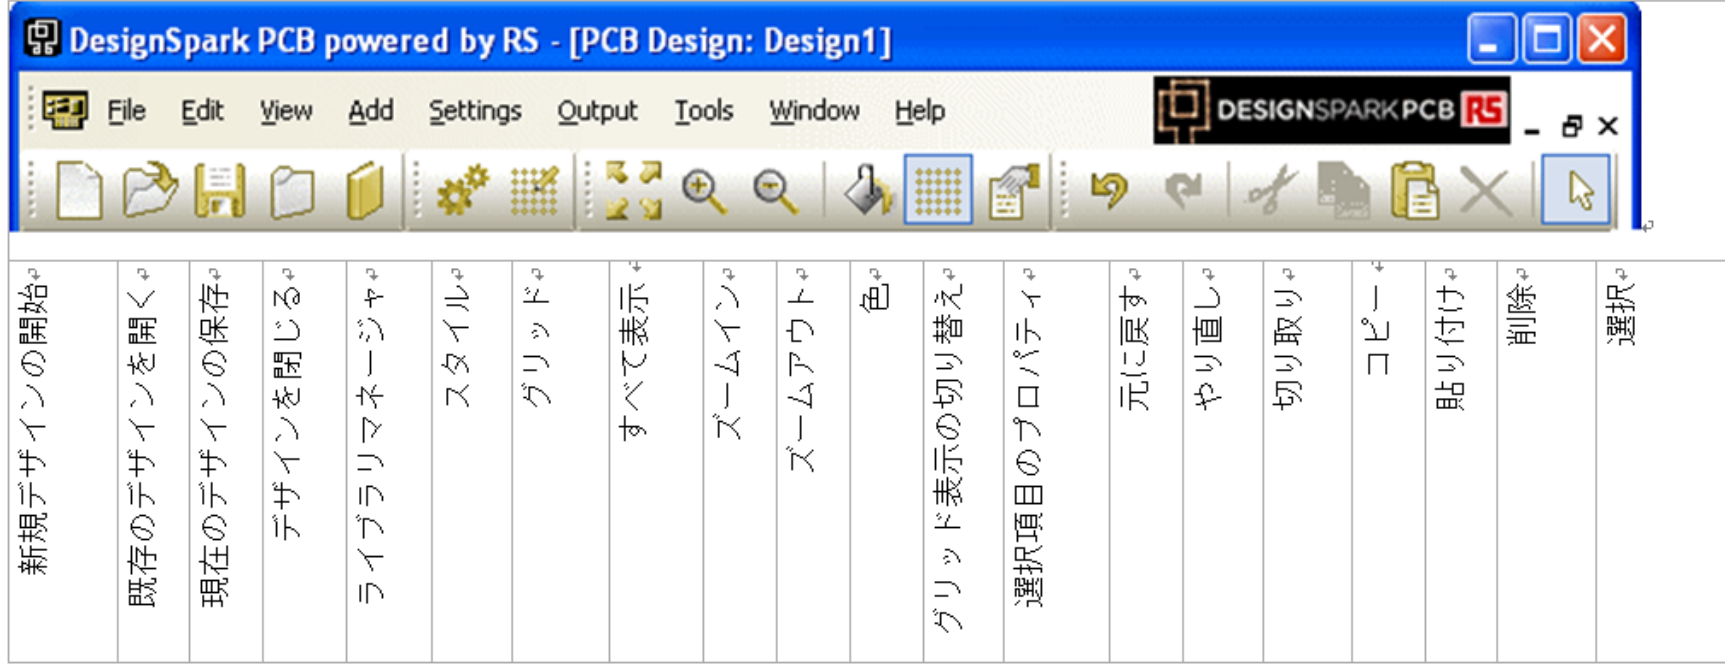 DesignSpark PCB powered by RS - [PCB Design: Design1]
File Edit View Add Settings Output Tools Window Help
DESIGNSPARK PCB RS
新規デザインの開始
既存のデザインを開く
現在のデザインの保存
デザインを閉じる
ライブラリマネージャ
スタイル
グリッド
すべて表示
ズームイン
ズームアウト
色
グリッド表示の切り替え
選択項目のプロパティ
元に戻す
やり直し
切り取り
コピー
貼り付け
削除
選択